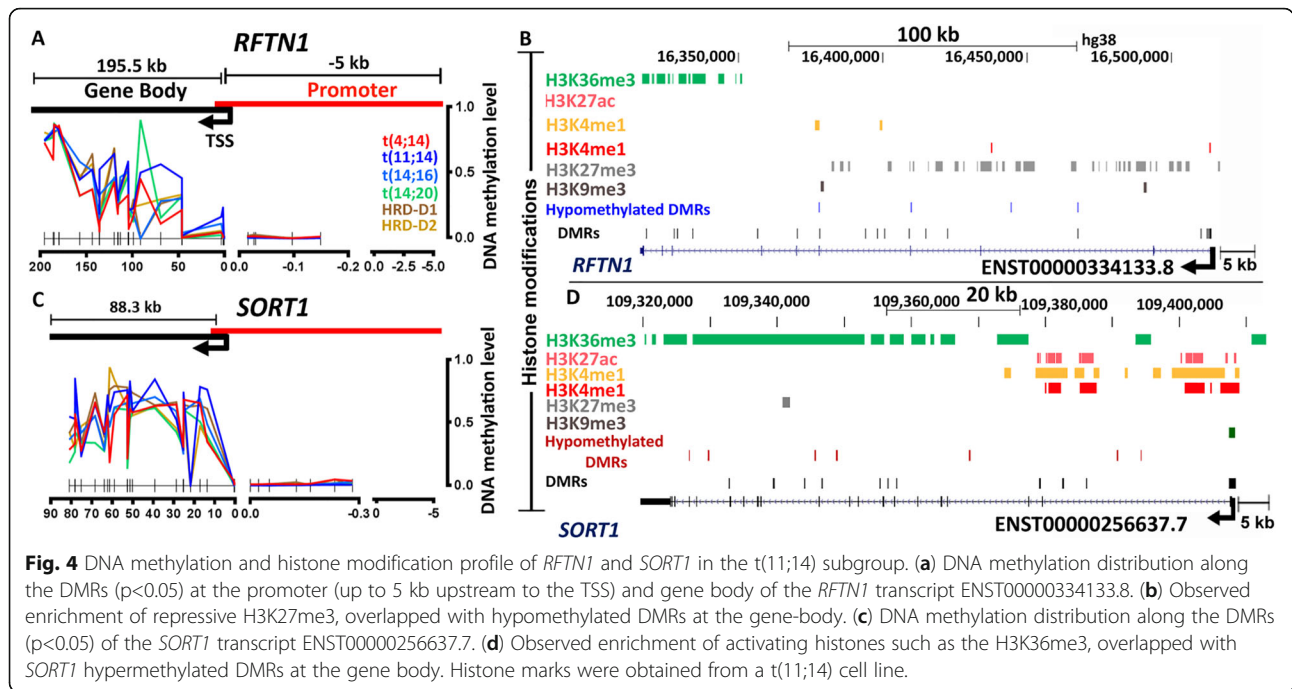 A
RFTN1
195.5 kb
-5 kb
Gene Body
Promoter
TSS
1.0
0.5
0.0
DNA methylation level
t(4;14)
t(11;14)
t(14;16)
t(14;20)
HRD-D1
HRD-D2
200 150 100 50 0 0.0 -0.1 -0.2 0.0 -2.5 -5.0
C
SORT1
88.3 kb
1.0
0.5
0.0
DNA methylation level
90 80 70 60 50 40 30 20 10 0 0.0 -0.3 0.0 -5
Histone modifications
B
100 kb
hg38
16,350,000 16,400,000 16,450,000 16,500,000
H3K36me3
H3K27ac
H3K4me1
H3K4me1
H3K27me3
H3K9me3
Hypomethylated DMRs
DMRs
RFTN1
ENST00000334133.8
5 kb
D
109,320,000 109,340,000 109,360,000 109,380,000 109,400,000
20 kb
H3K36me3
H3K27ac
H3K4me1
H3K4me1
H3K27me3
H3K9me3
Hypomethylated
DMRs
DMRs
SORT1
ENST00000256637.7
5 kb
Fig. 4 DNA methylation and histone modification profile of RFTN1 and SORT1 in the t(11;14) subgroup. (a) DNA methylation distribution along
the DMRs (p<0.05) at the promoter (up to 5 kb upstream to the TSS) and gene body of the RFTN1 transcript ENST00000334133.8. (b) Observed
enrichment of repressive H3K27me3, overlapped with hypomethylated DMRs at the gene-body. (c) DNA methylation distribution along the DMRs
(p<0.05) of the SORT1 transcript ENST00000256637.7. (d) Observed enrichment of activating histones such as the H3K36me3, overlapped with
SORT1 hypermethylated DMRs at the gene body. Histone marks were obtained from a t(11;14) cell line.